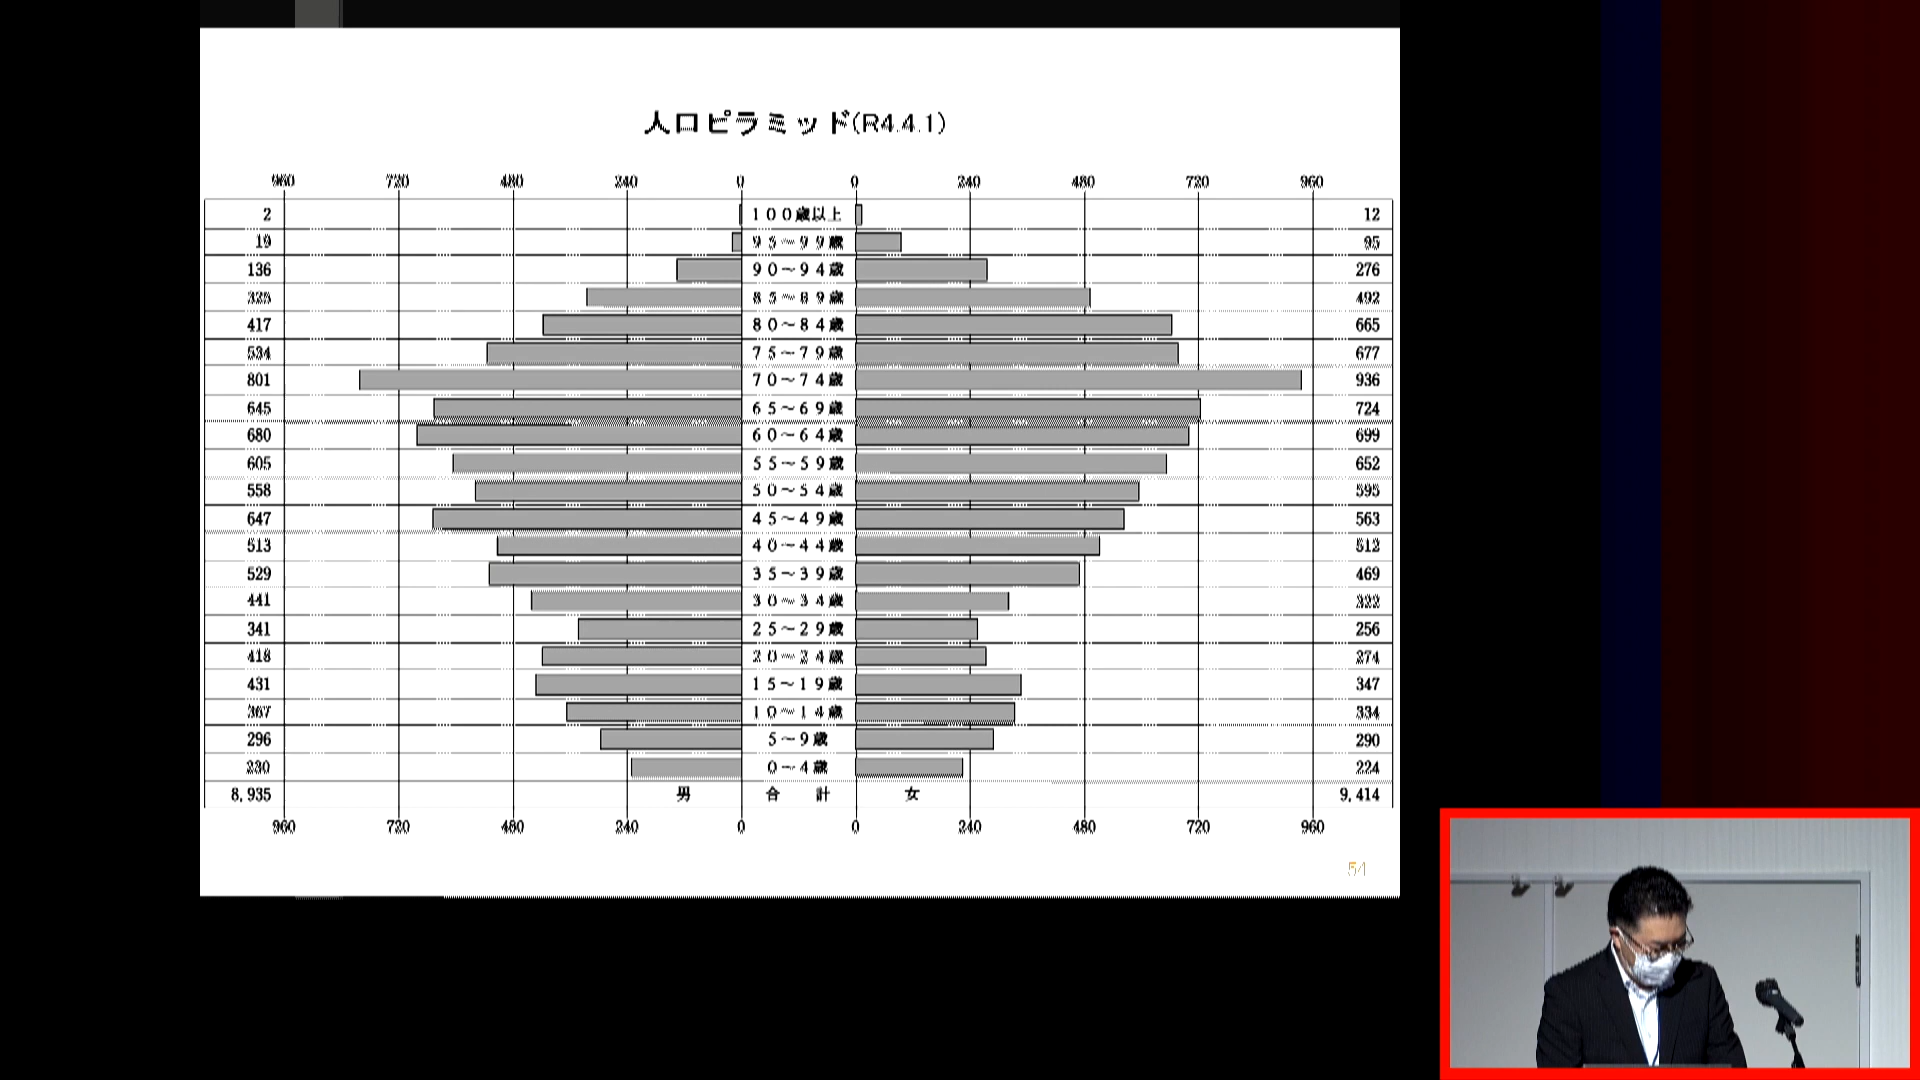 人口ピラミッド(R4.4.1)
960 720 480 240 0 0 240 480 720 960
2 100歳以上 12
19 95～99歳 95
136 90～94歳 276
325 85～89歳 492
417 80～84歳 665
534 75～79歳 677
801 70～74歳 936
645 65～69歳 724
680 60～64歳 699
605 55～59歳 652
558 50～54歳 595
647 45～49歳 563
513 40～44歳 512
529 35～39歳 469
441 30～34歳 322
341 25～29歳 256
418 20～24歳 274
431 15～19歳 347
367 10～14歳 334
296 5～9歳 290
230 0～4歳 224
8,935 男 合 計 女 9,414
960 720 480 240 0 0 240 480 720 960
54